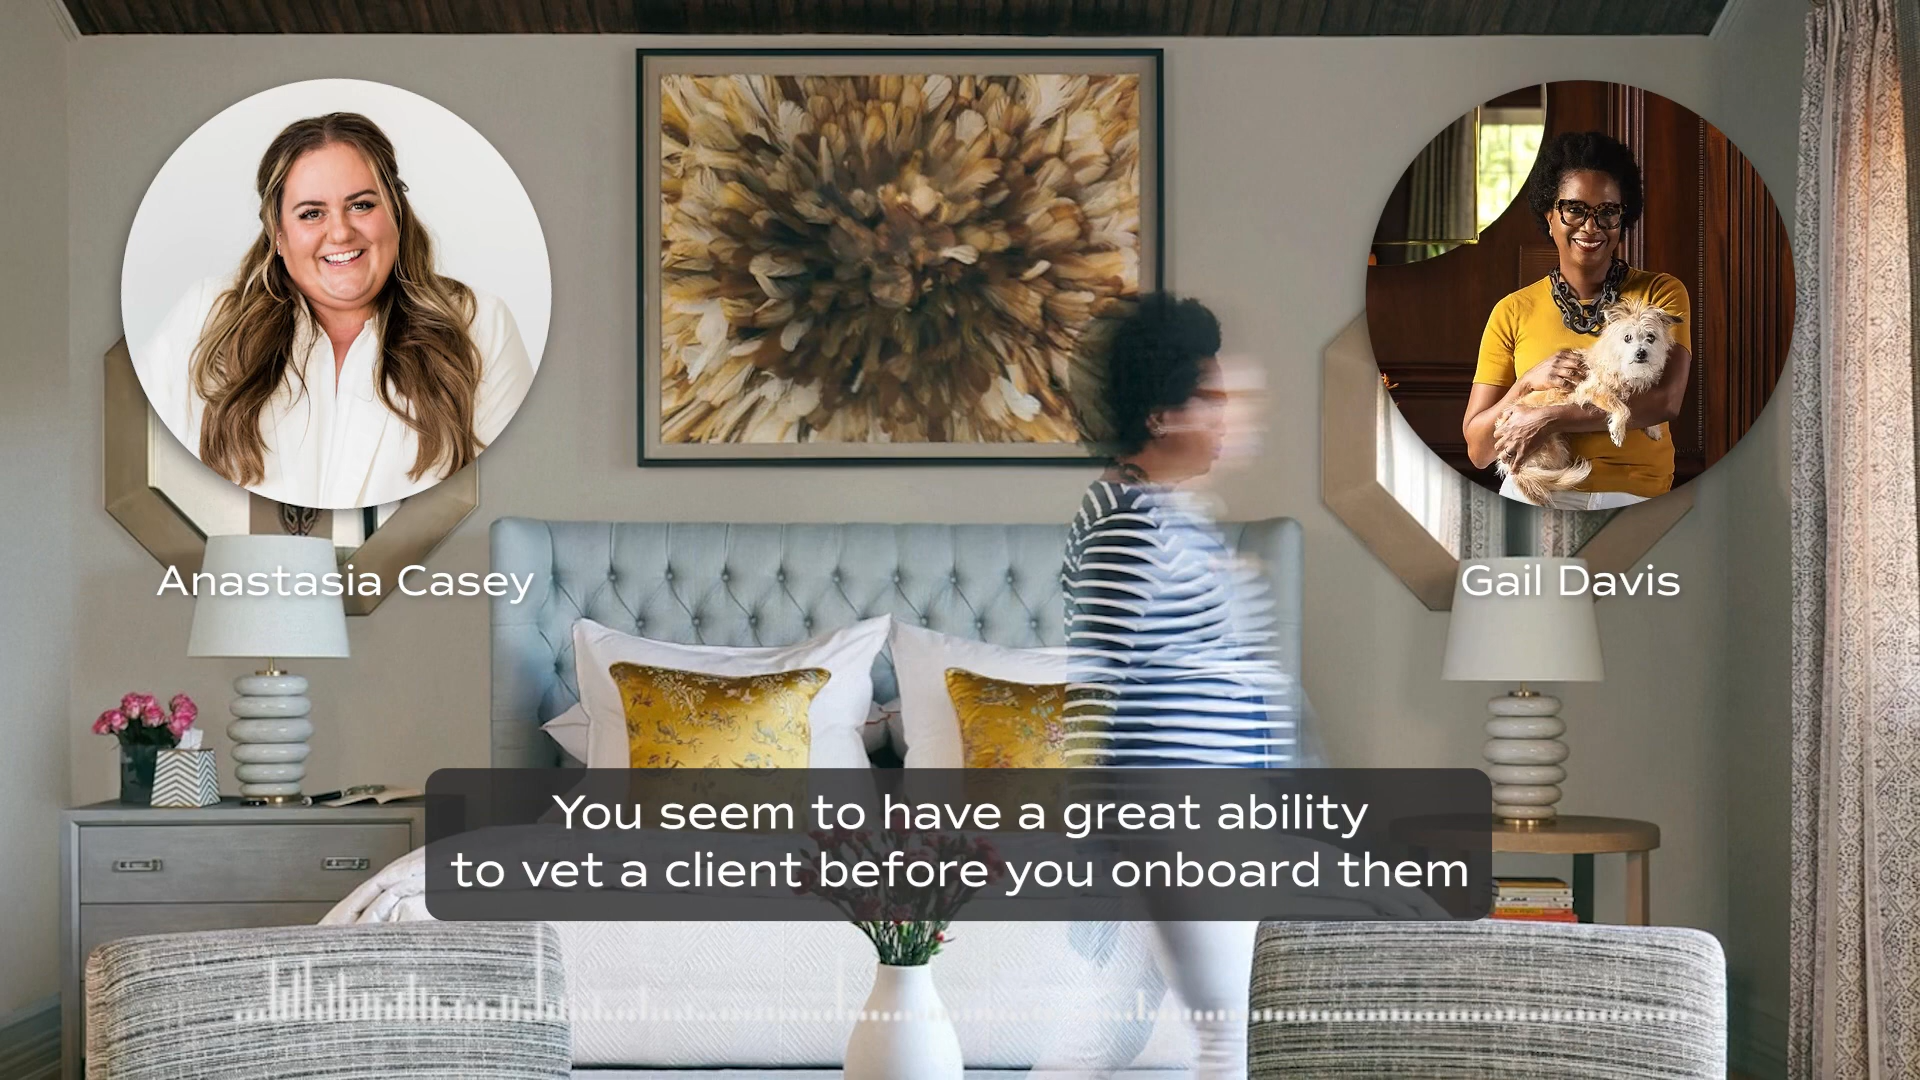 Anastasia Casey
Gail Davis
You seem to have a great ability
to vet a client before you onboard them